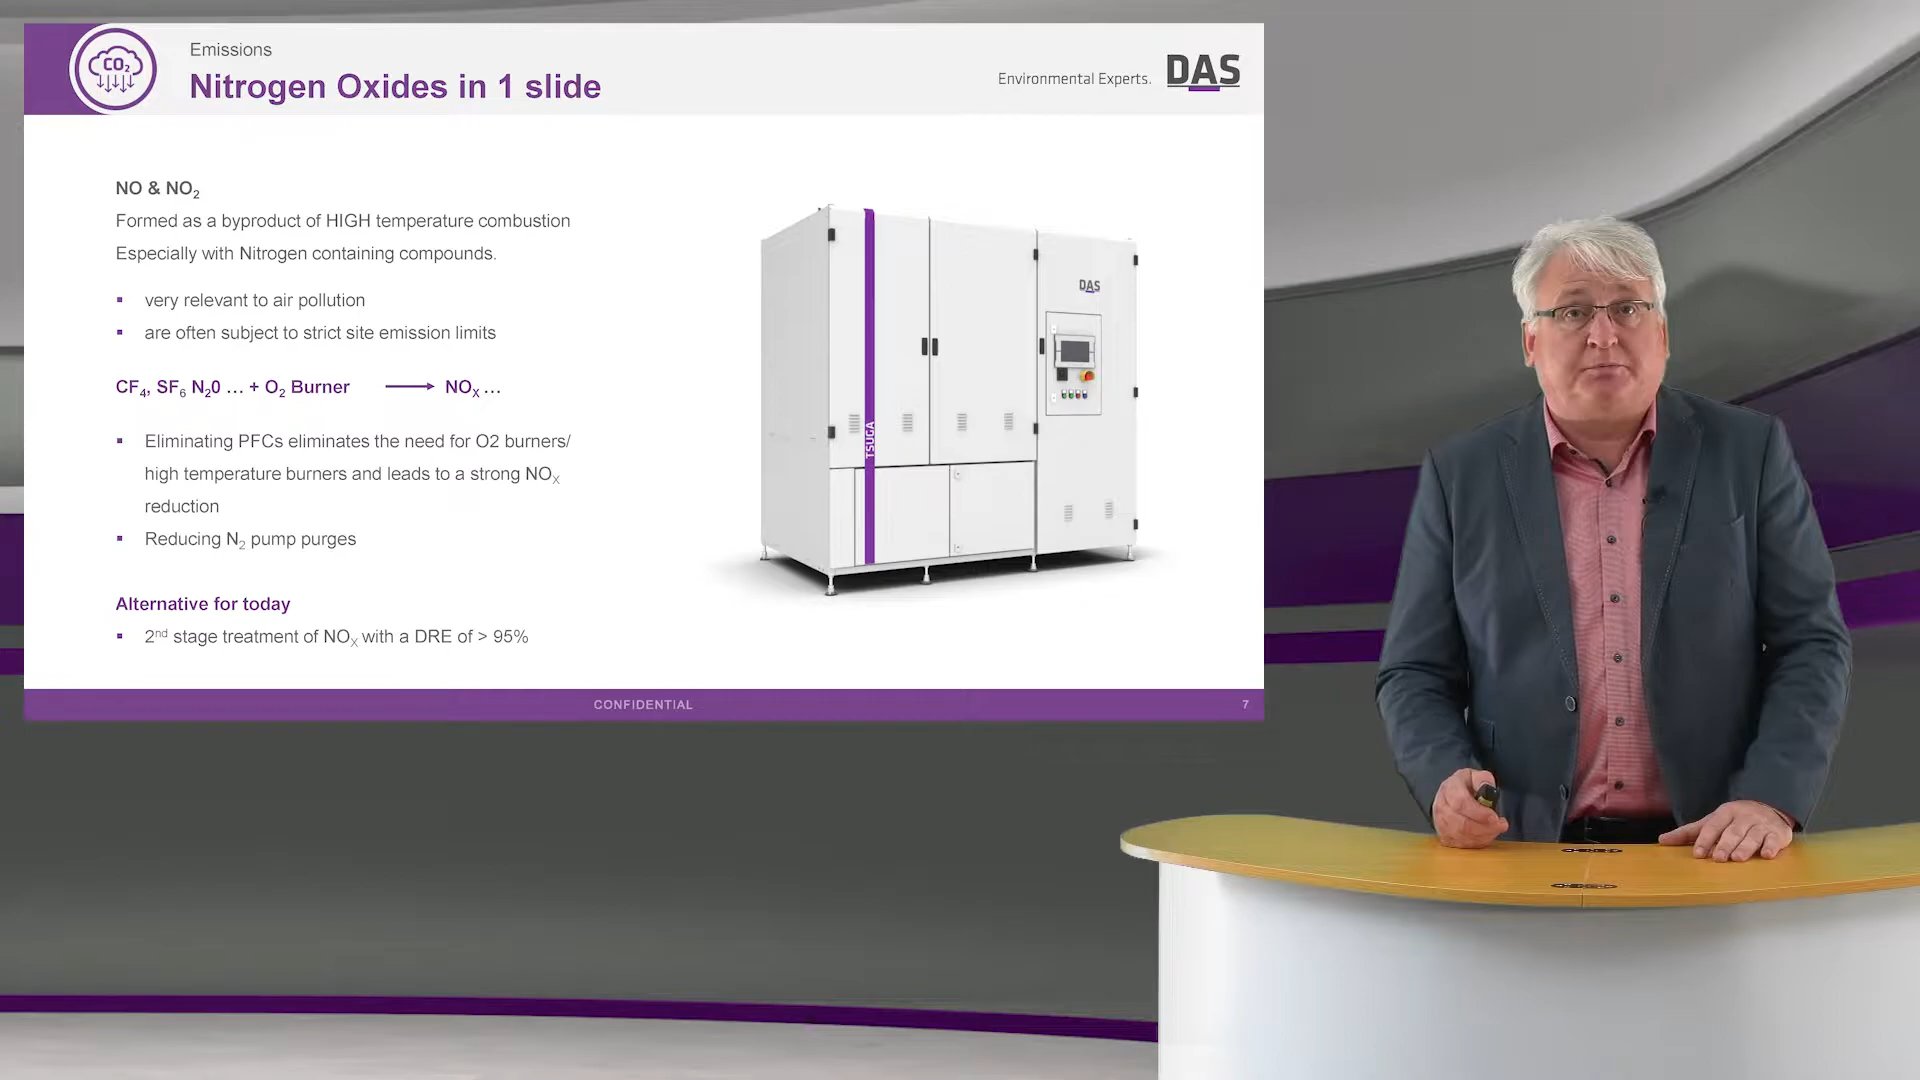 CO₂
Emissions
Nitrogen Oxides in 1 slide
Environmental Experts. DAS
NO & NO₂
Formed as a byproduct of HIGH temperature combustion
Especially with Nitrogen containing compounds.
▪ very relevant to air pollution
▪ are often subject to strict site emission limits
CF₄, SF₆ N₂0 … + O₂ Burner ⟶ NOₓ …
▪ Eliminating PFCs eliminates the need for O2 burners/
high temperature burners and leads to a strong NOₓ
reduction
▪ Reducing N₂ pump purges
Alternative for today
▪ 2ⁿᵈ stage treatment of NOₓ with a DRE of > 95%
DAS
TSUGA
CONFIDENTIAL
7